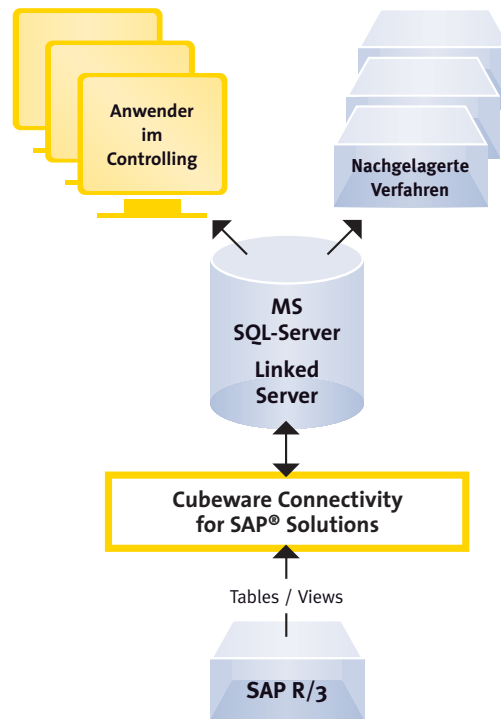 Anwender
im
Controlling
Nachgelagerte
Verfahren
MS
SQL-Server
Linked
Server
Cubeware Connectivity
for SAP® Solutions
Tables / Views
SAP R/3